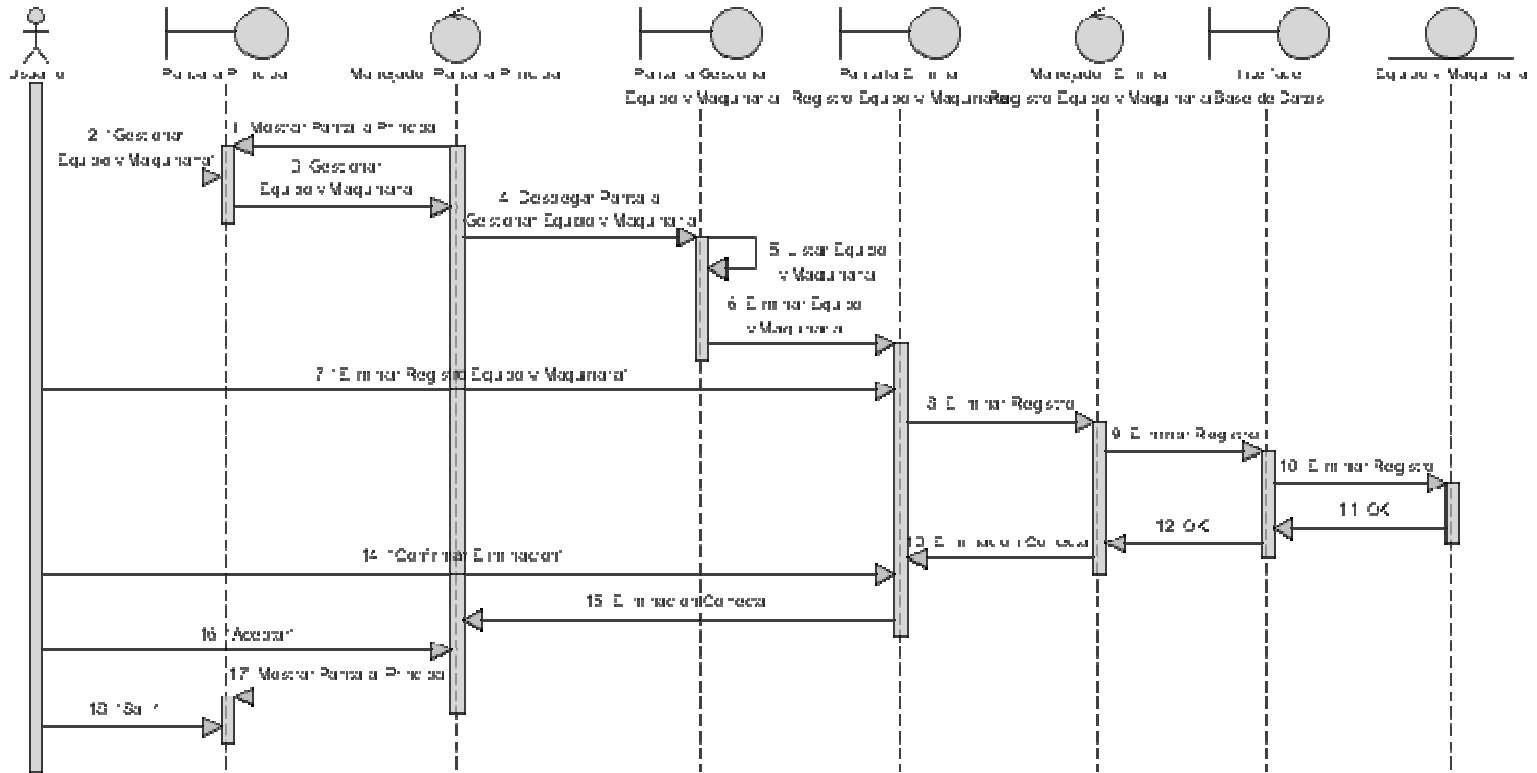 Usuario
Pantalla Principal
Manejador Pantalla Principal
Pantalla Gestionar
Equipo y Maquinaria
Pantalla Eliminar
Registro Equipo y Maquinaria
Manejador Eliminar
Registro Equipo y Maquinaria
Interface
Base de Datos
Equipo y Maquinaria
1: Mostrar Pantalla Principal
2: "Gestionar
Equipo y Maquinaria"
3: Gestionar
Equipo y Maquinaria
4: Desplegar Pantalla
Gestionar Equipo y Maquinaria
5: Listar Equipo
y Maquinaria
6: Eliminar Equipo
y Maquinaria
7: "Eliminar Registro Equipo y Maquinaria"
8: Eliminar Registro
9: Eliminar Registro
10: Eliminar Registro
11: OK
12: OK
13: Eliminacion Correcta
14: "Confirmar Eliminacion"
15: Eliminacion Correcta
16: "Aceptar"
17: Mostrar Pantalla Principal
18: "Salir"